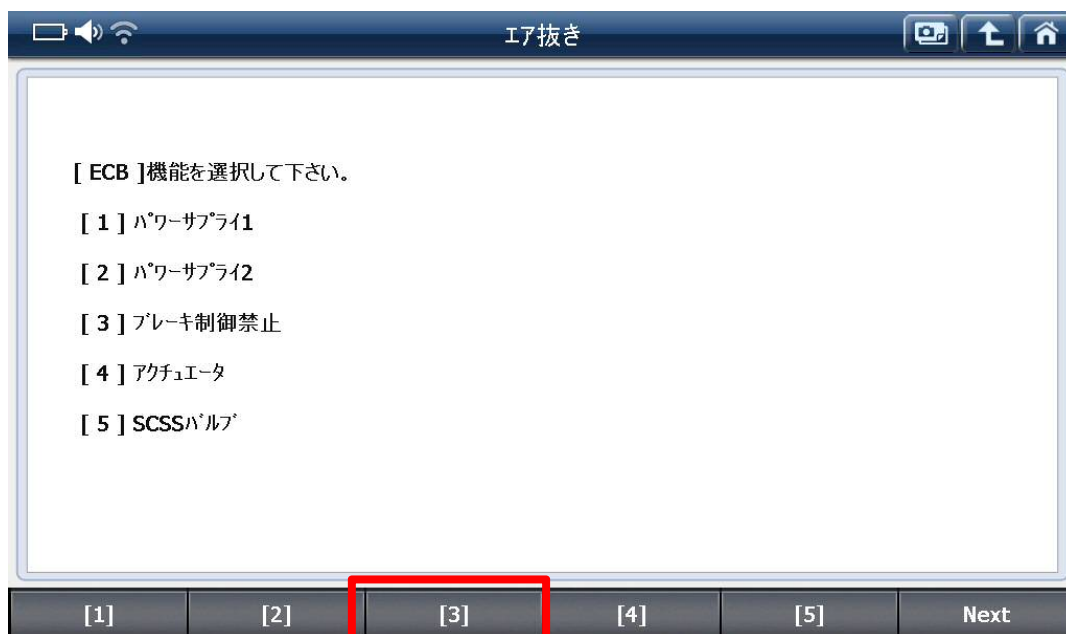 エア抜き
[ ECB ]機能を選択して下さい。
[ 1 ] ﾊﾟﾜｰｻﾌﾟﾗｲ1
[ 2 ] ﾊﾟﾜｰｻﾌﾟﾗｲ2
[ 3 ] ﾌﾞﾚｰｷ制御禁止
[ 4 ] ｱｸﾁｭｴｰﾀ
[ 5 ] SCSSﾊﾞﾙﾌﾞ
[1] [2] [3] [4] [5] Next